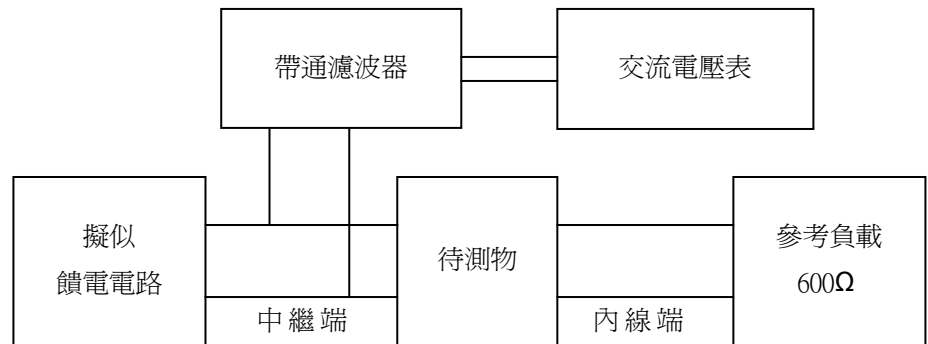 帶通濾波器
交流電壓表
擬似
饋電電路
待測物
參考負載
600Ω
中繼端
內線端